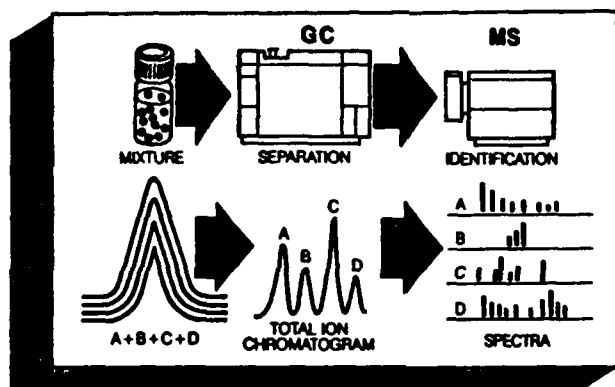 GC
MS
MIXTURE
SEPARATION
IDENTIFICATION
A
B
C
D
A+B+C+D
TOTAL ION
CHROMATOGRAM
A
B
C
D
SPECTRA